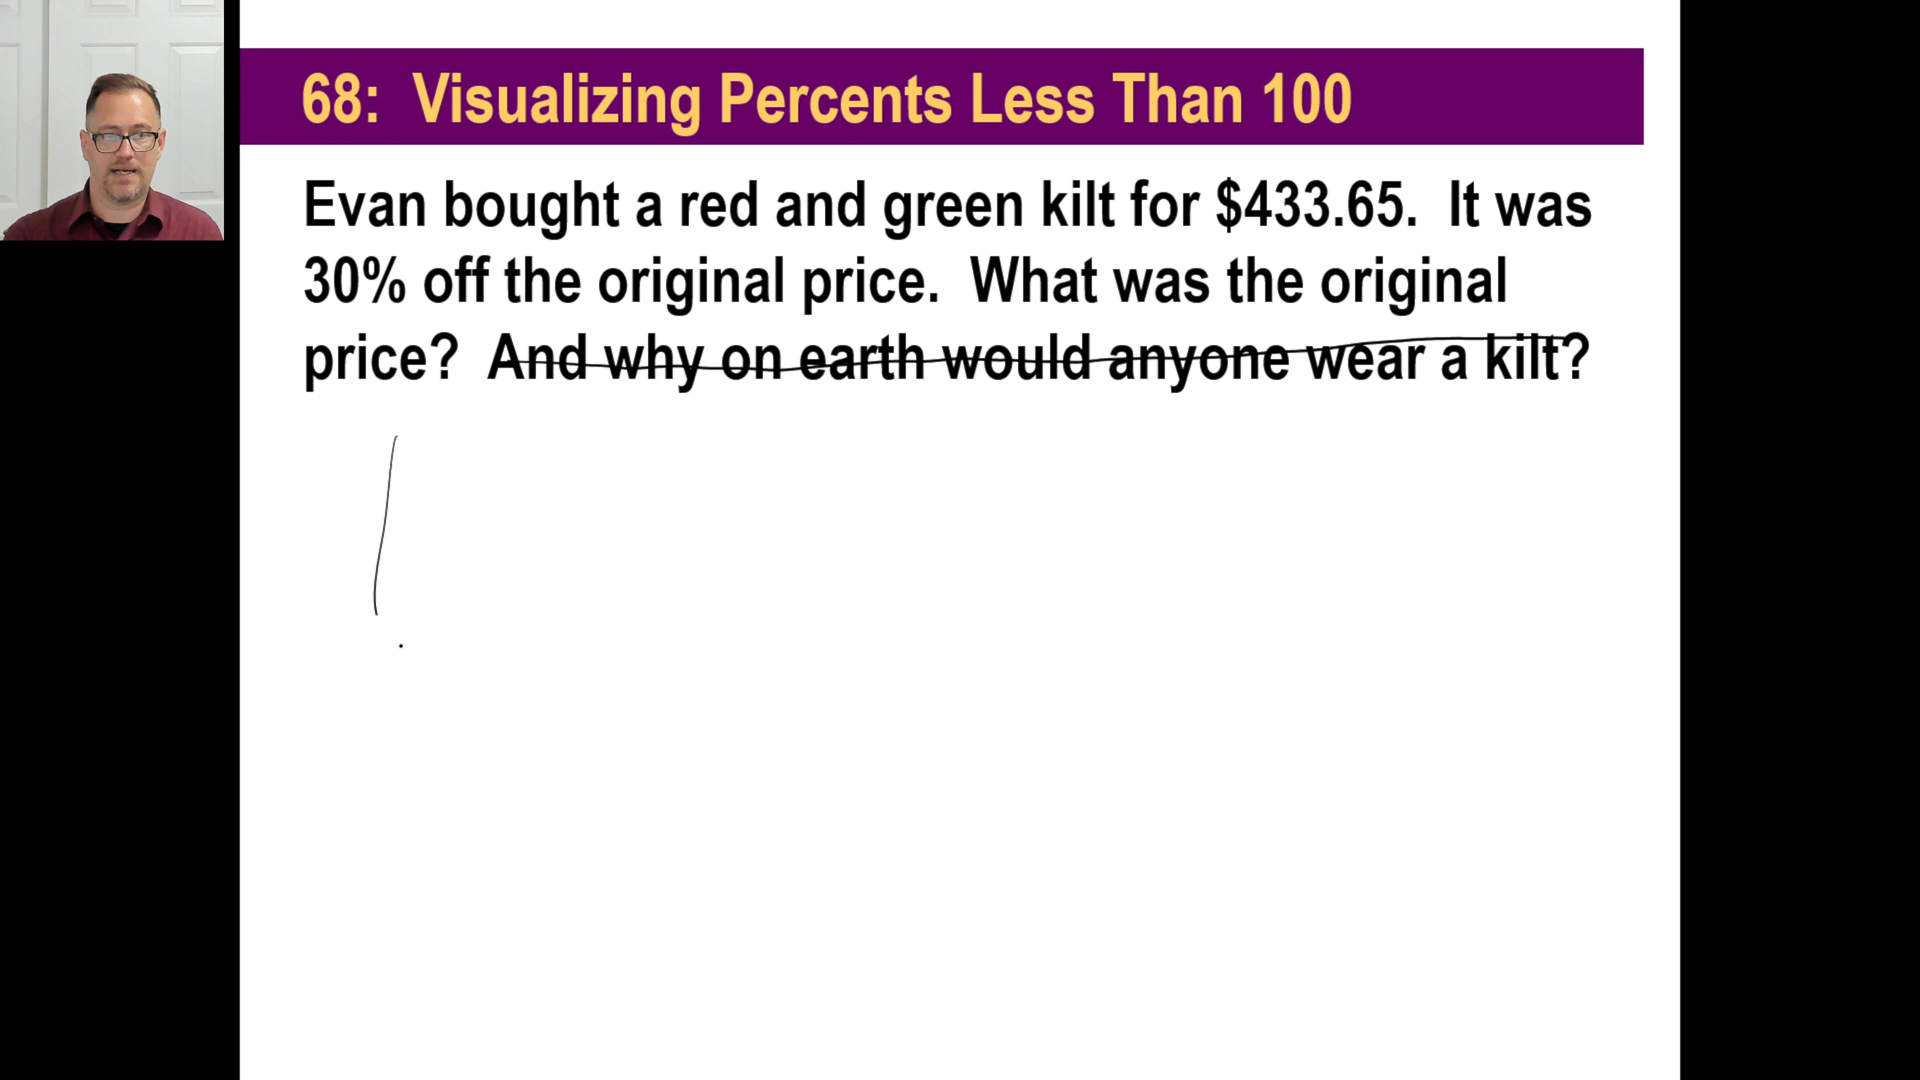 68: Visualizing Percents Less Than 100
Evan bought a red and green kilt for $433.65. It was
30% off the original price. What was the original
price? And why on earth would anyone wear a kilt?